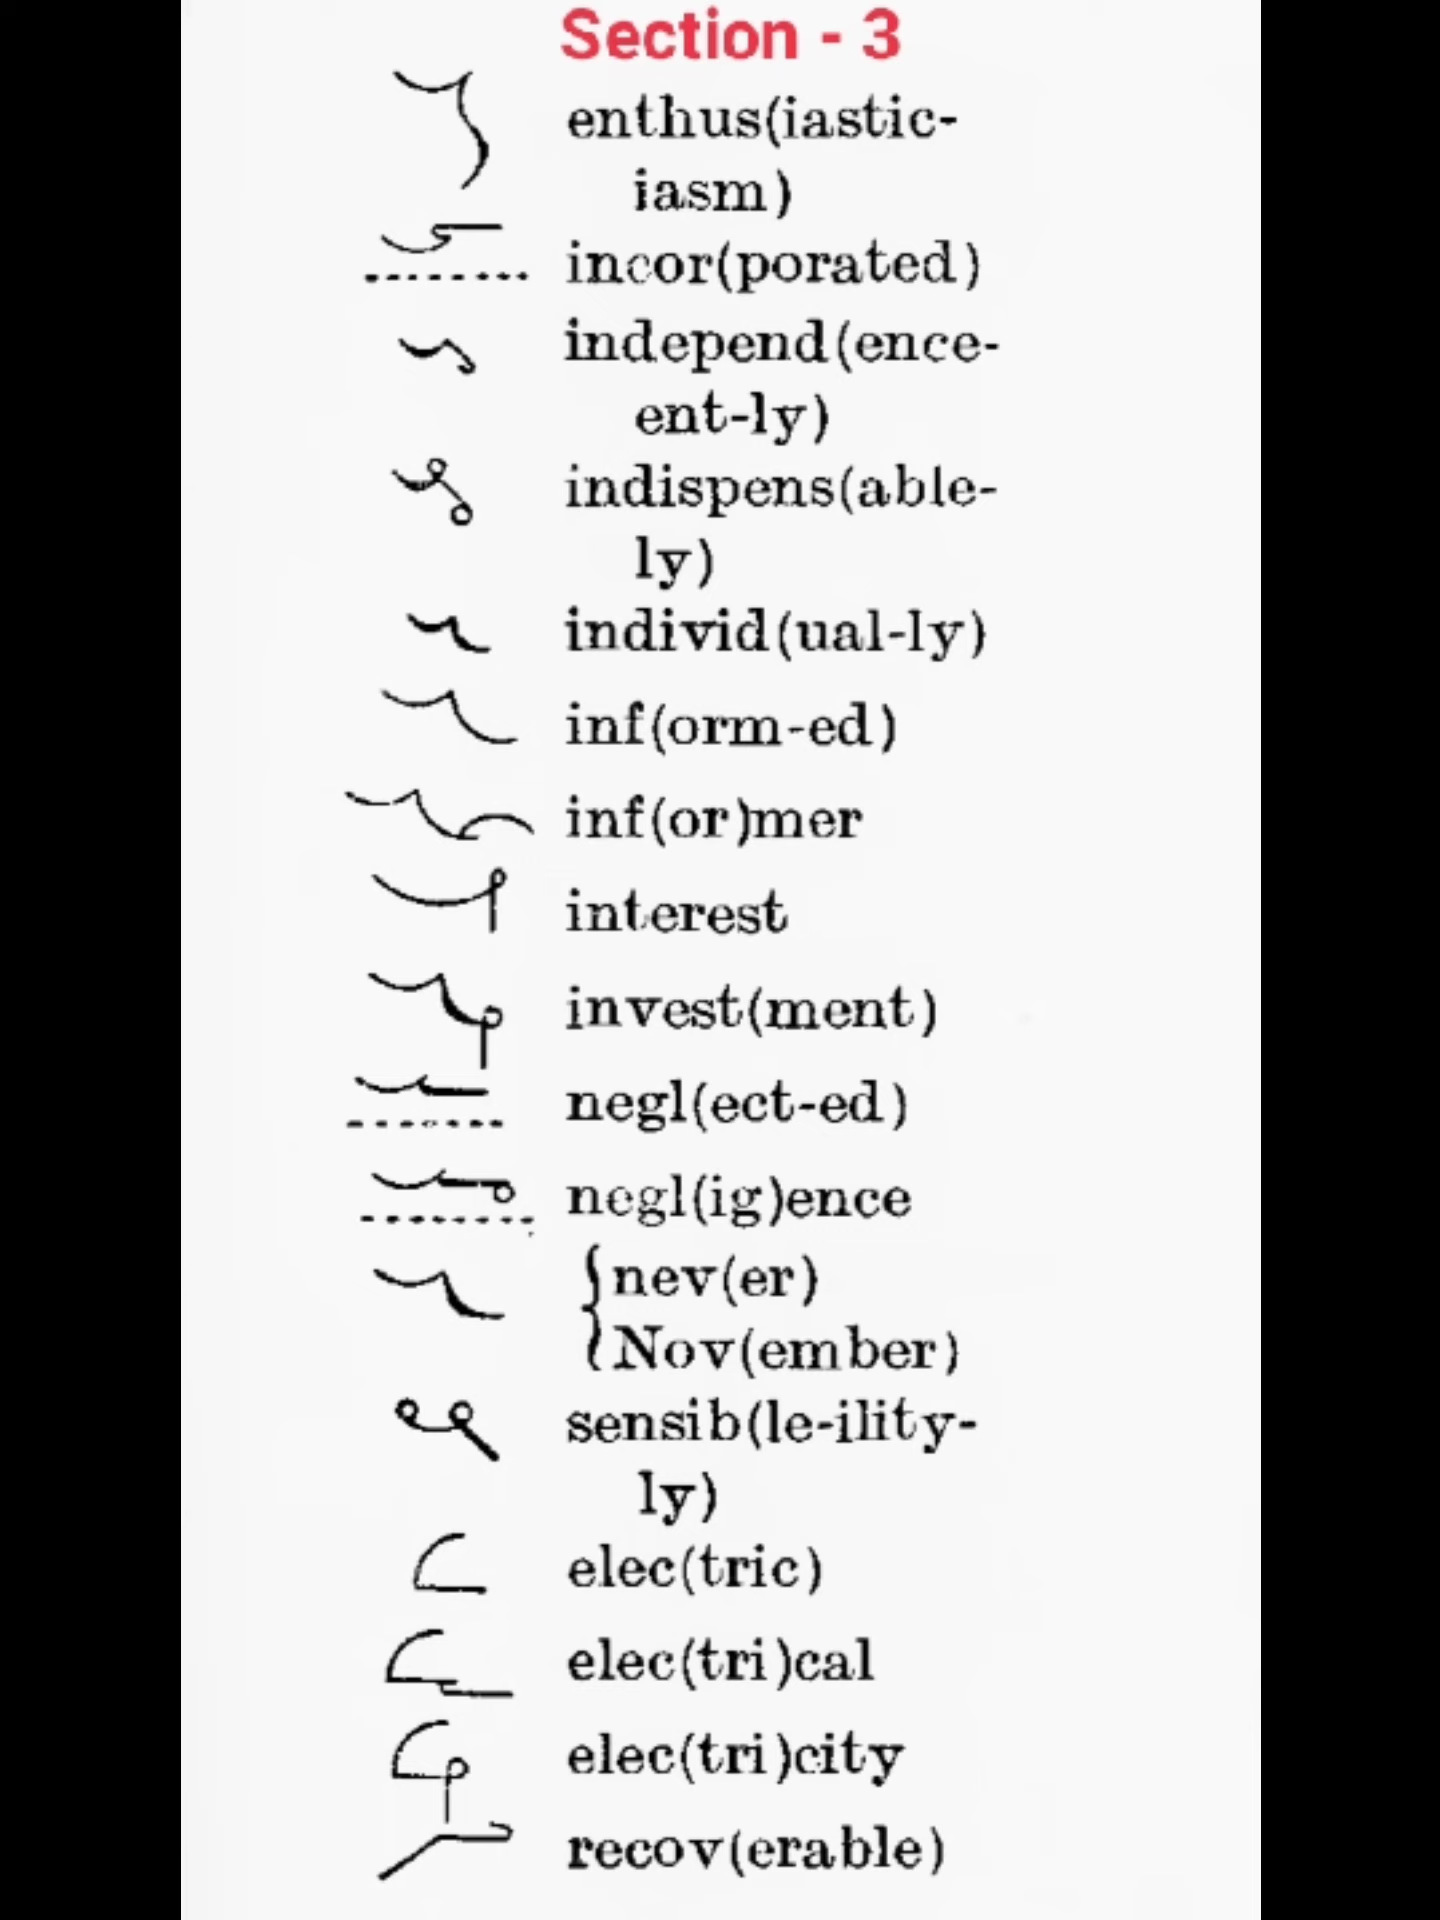 Section - 3
enthus(iastic-
iasm)
incor(porated)
independ(ence-
ent-ly)
indispens(able-
ly)
individ(ual-ly)
inf(orm-ed)
inf(or)mer
interest
invest(ment)
negl(ect-ed)
negl(ig)ence
nev(er)
Nov(ember)
sensib(le-ility-
ly)
elec(tric)
elec(tri)cal
elec(tri)city
recov(erable)